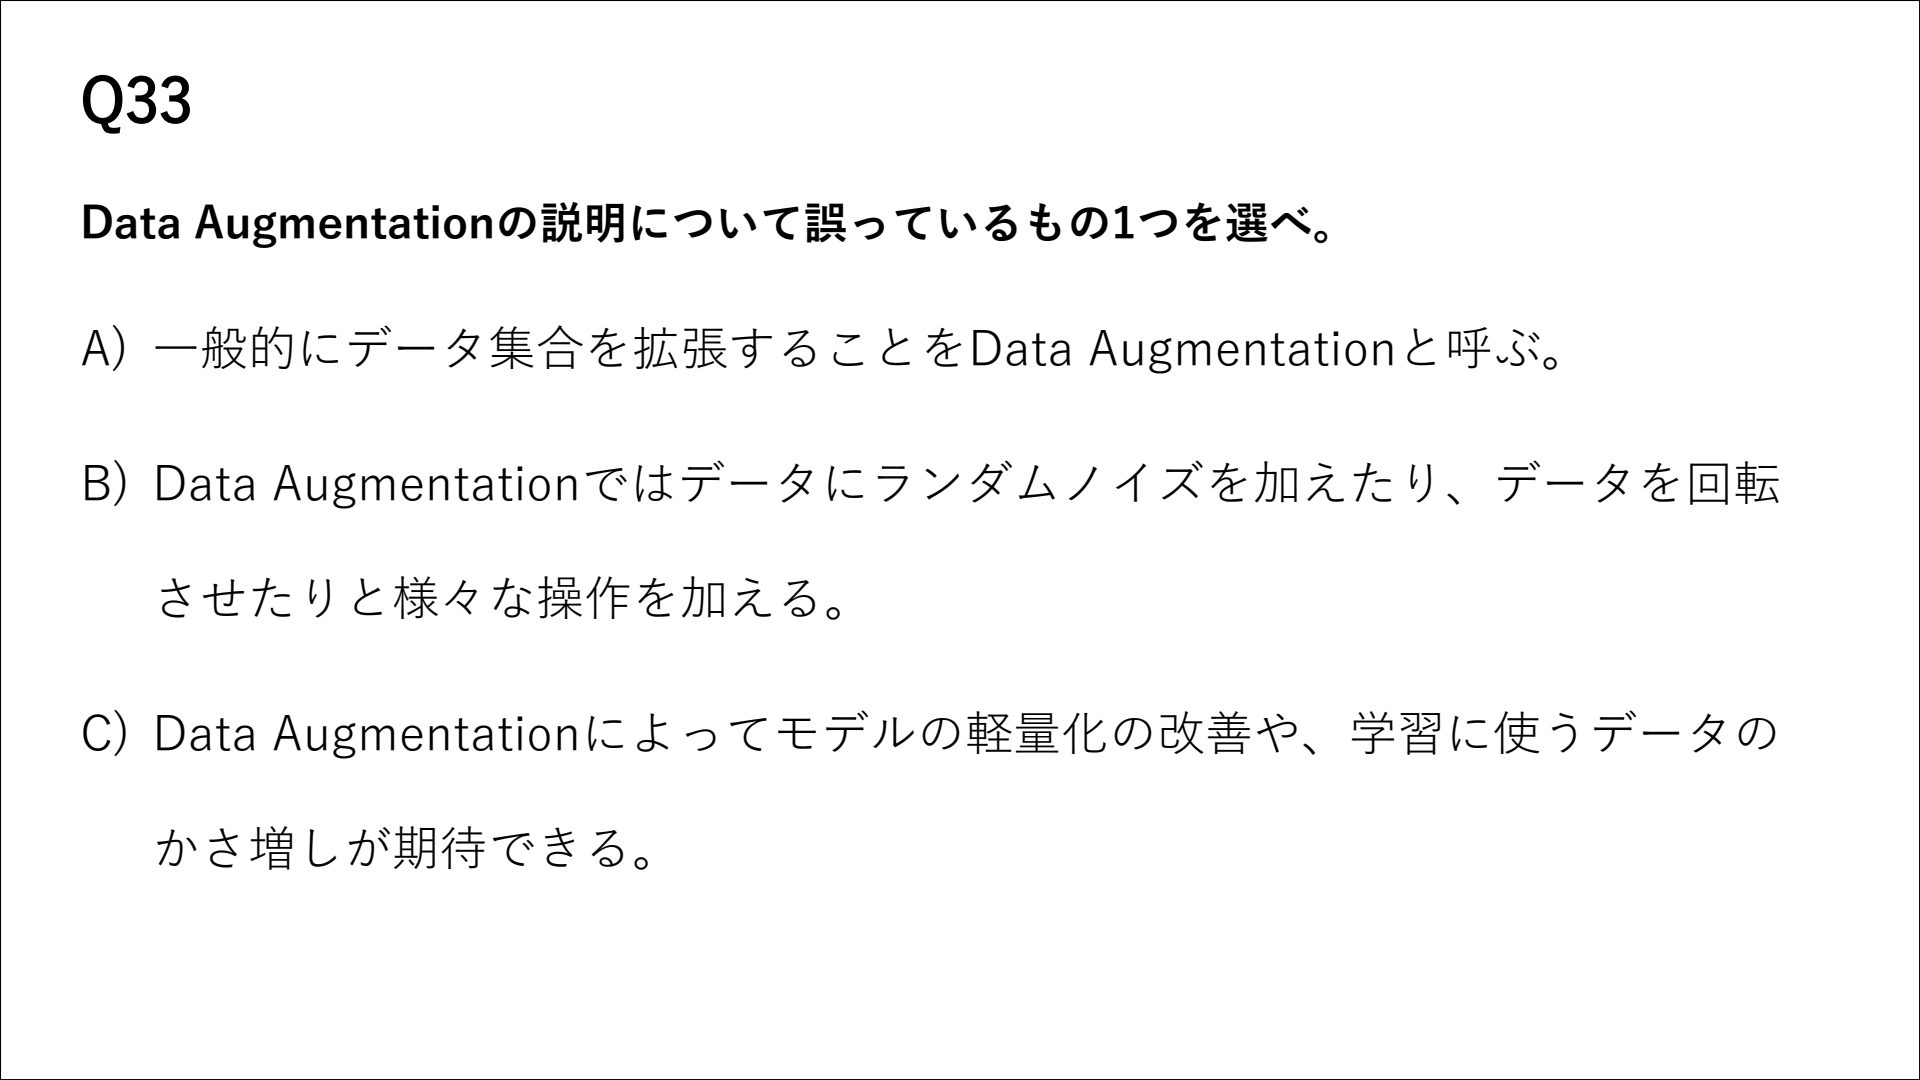 Q33
Data Augmentationの説明について誤っているもの1つを選べ。
A) 一般的にデータ集合を拡張することをData Augmentationと呼ぶ。
B) Data Augmentationではデータにランダムノイズを加えたり、データを回転
させたりと様々な操作を加える。
C) Data Augmentationによってモデルの軽量化の改善や、学習に使うデータの
かさ増しが期待できる。